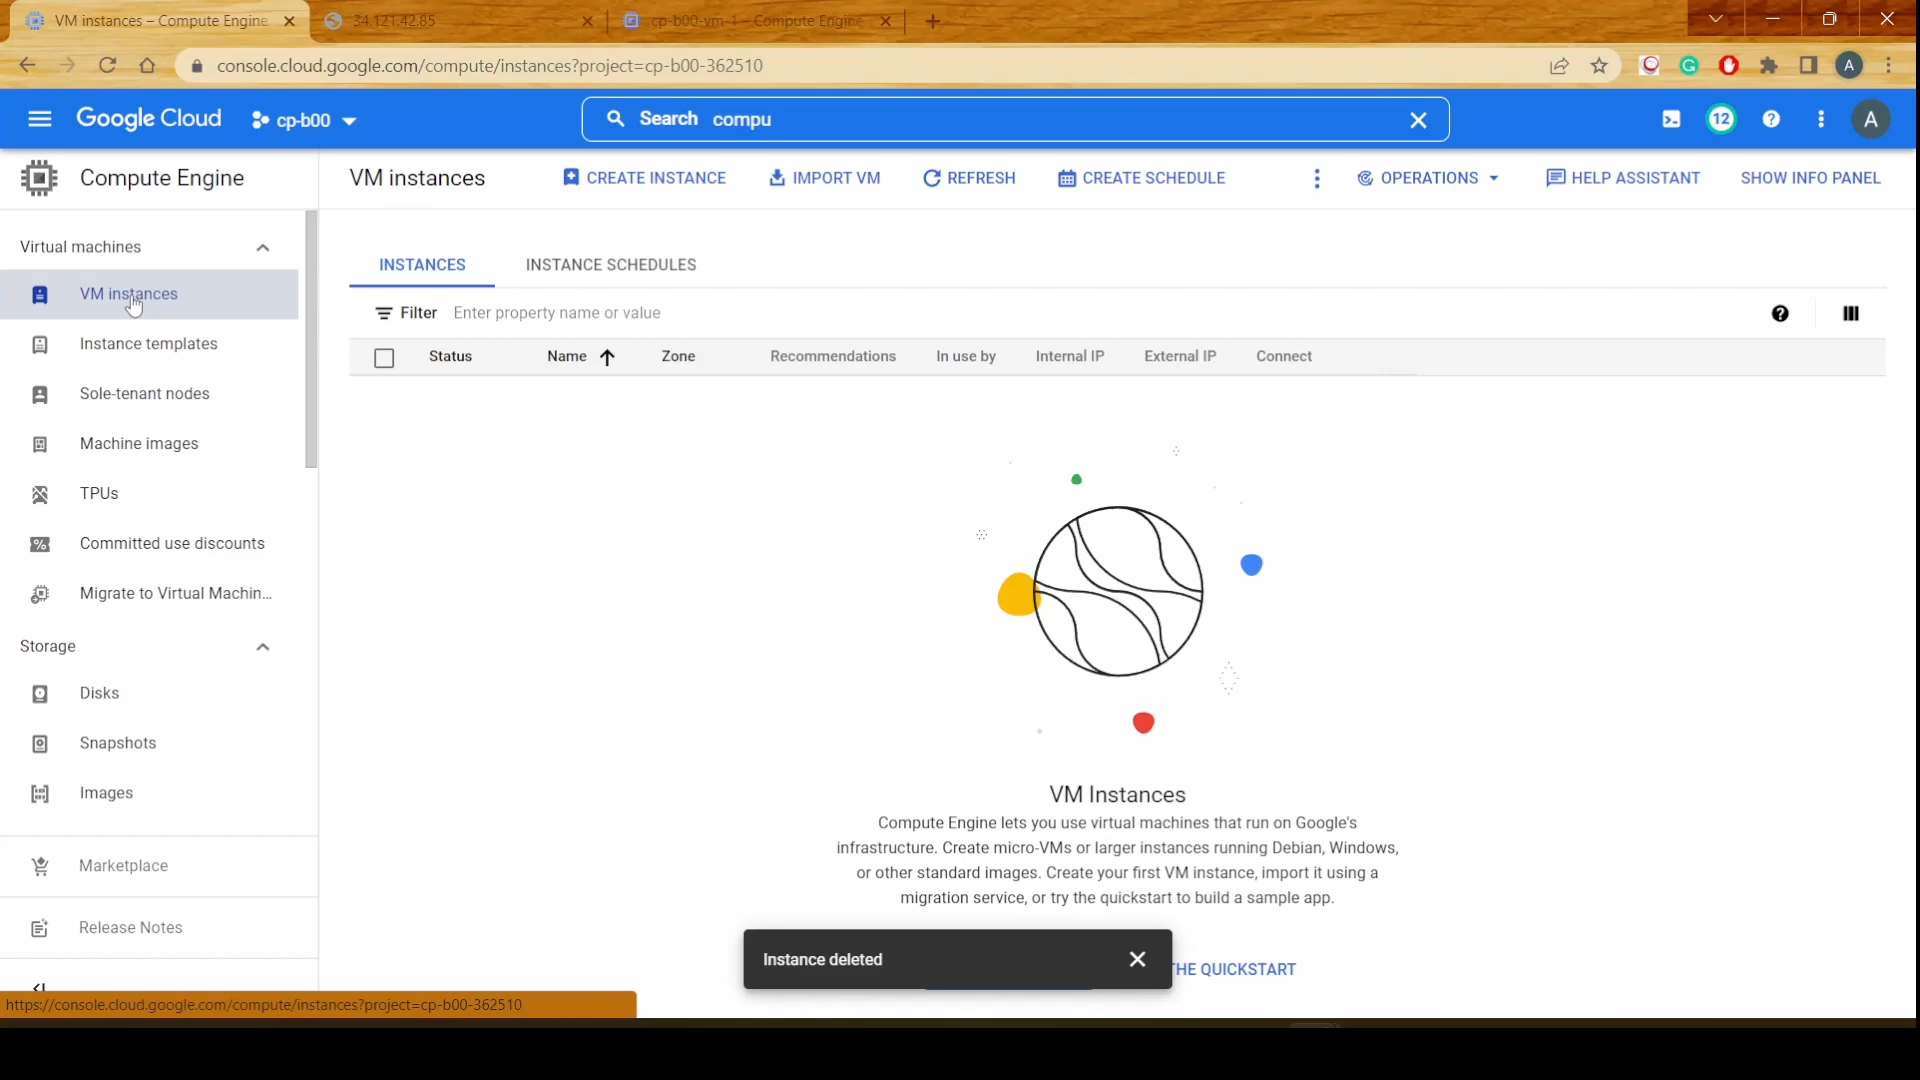 VM instances – Compute Engine
34.121.42.85
cp-b00-vm-1 – Compute Engine
console.cloud.google.com/compute/instances?project=cp-b00-362510
A
Google Cloud
cp-b00
Search compu
12
A
Compute Engine
VM instances
CREATE INSTANCE
IMPORT VM
REFRESH
CREATE SCHEDULE
OPERATIONS
HELP ASSISTANT
SHOW INFO PANEL
Virtual machines
VM instances
Instance templates
Sole-tenant nodes
Machine images
TPUs
Committed use discounts
Migrate to Virtual Machin...
Storage
Disks
Snapshots
Images
Marketplace
Release Notes
INSTANCES
INSTANCE SCHEDULES
Filter Enter property name or value
Status Name Zone Recommendations In use by Internal IP External IP Connect
VM Instances
Compute Engine lets you use virtual machines that run on Google's
infrastructure. Create micro-VMs or larger instances running Debian, Windows,
or other standard images. Create your first VM instance, import it using a
migration service, or try the quickstart to build a sample app.
Instance deleted
THE QUICKSTART
https://console.cloud.google.com/compute/instances?project=cp-b00-362510